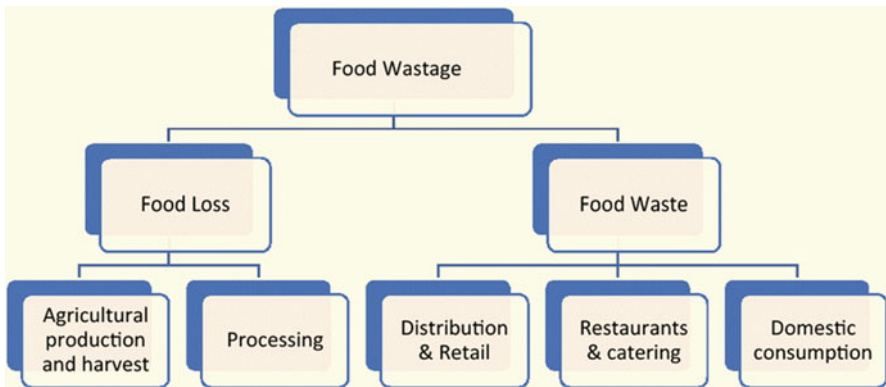 Food Wastage
Food Loss
Food Waste
Agricultural
production
and harvest
Processing
Distribution
& Retail
Restaurants
& catering
Domestic
consumption